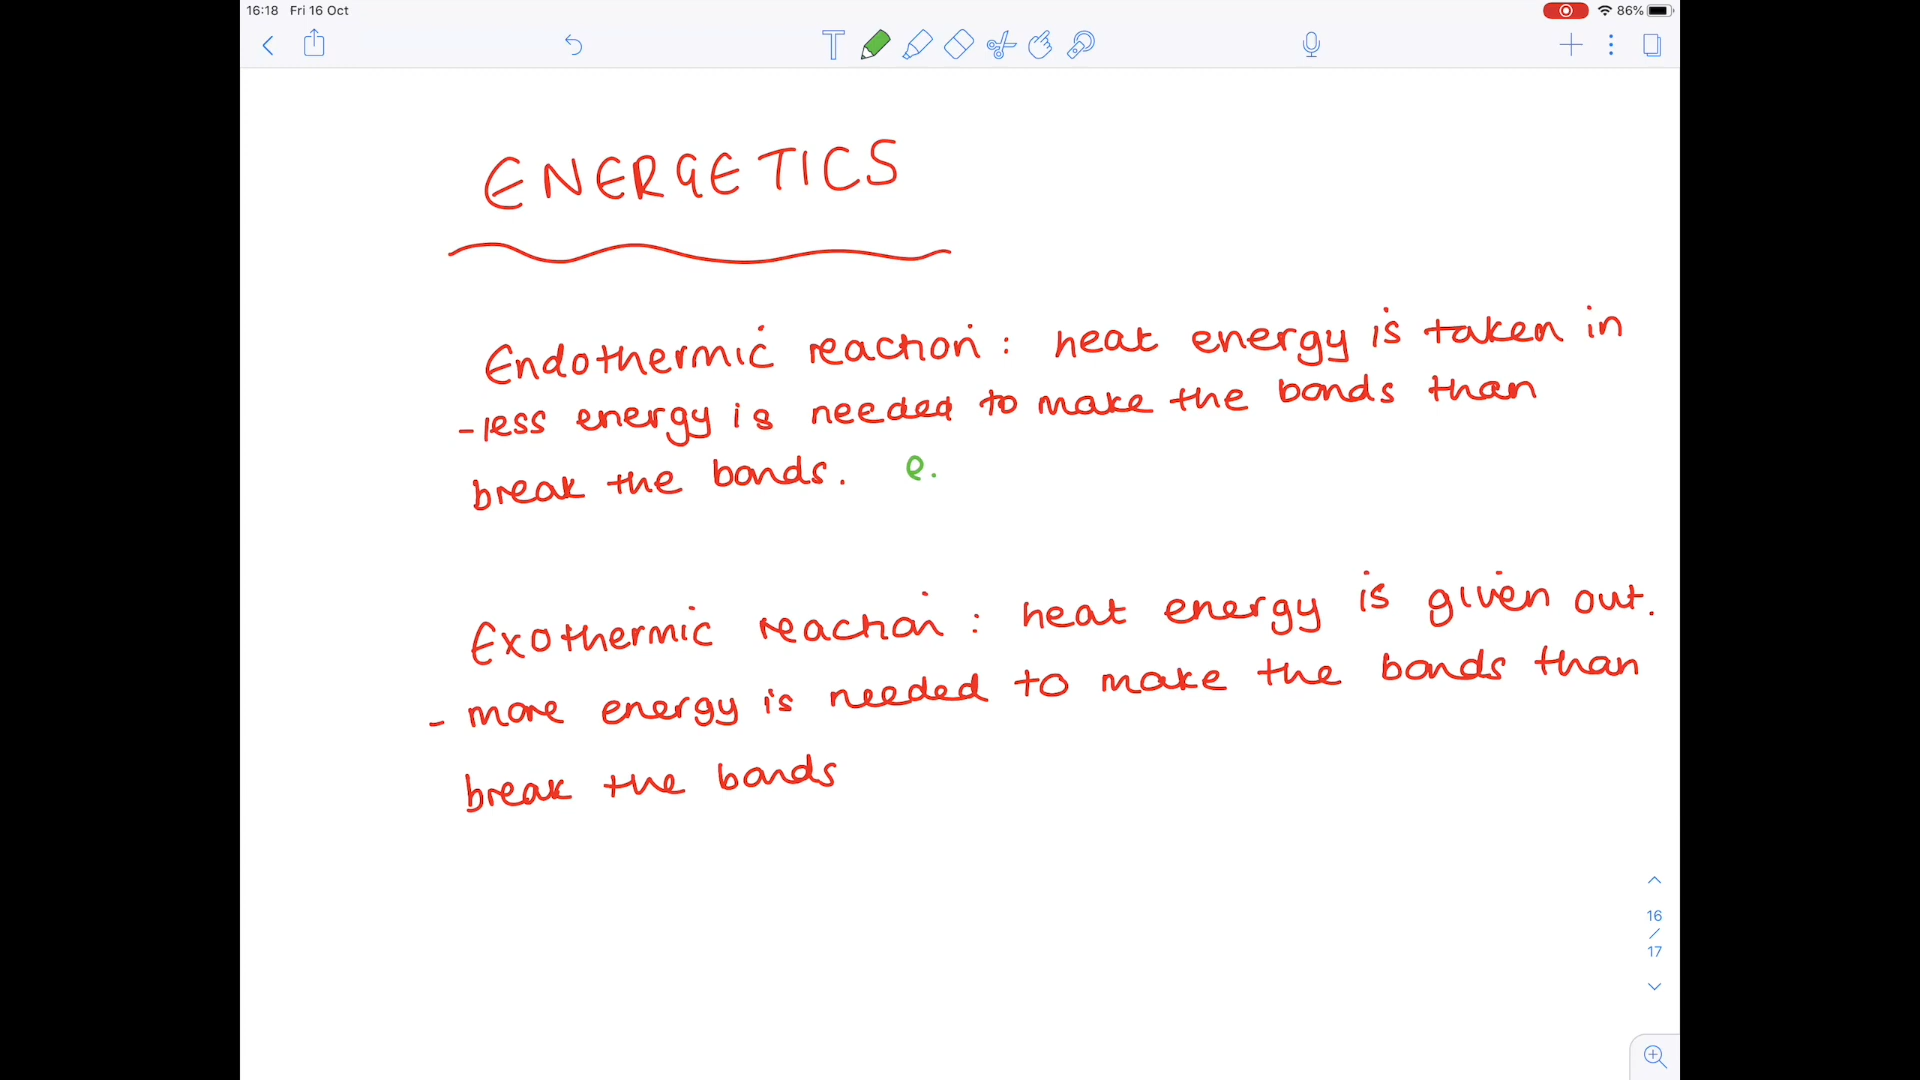 16:18 Fri 16 Oct
86%
T
ENERGETICS
Endothermic reaction: heat energy is taken in
- less energy is needed to make the bonds than
break the bonds. e.
Exothermic reaction: heat energy is given out.
- more energy is needed to make the bonds than
break the bonds
16
/
17